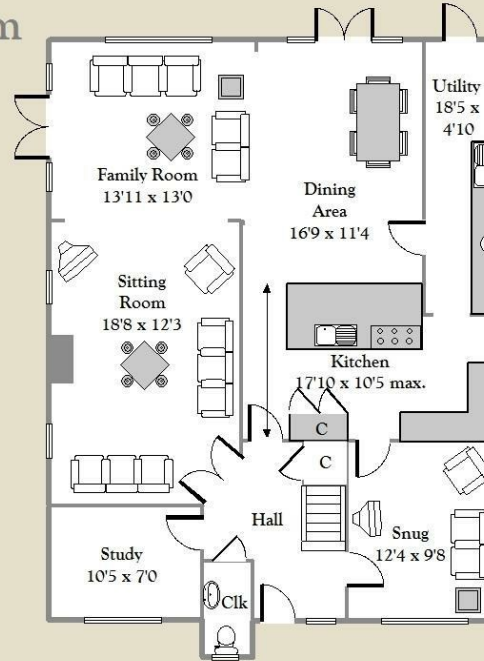 Utility
18'5 x
4'10
Family Room
13'11 x 13'0
Dining
Area
16'9 x 11'4
Sitting
Room
18'8 x 12'3
Kitchen
17'10 x 10'5 max.
C
C
Hall
Snug
12'4 x 9'8
Study
10'5 x 7'0
Clk